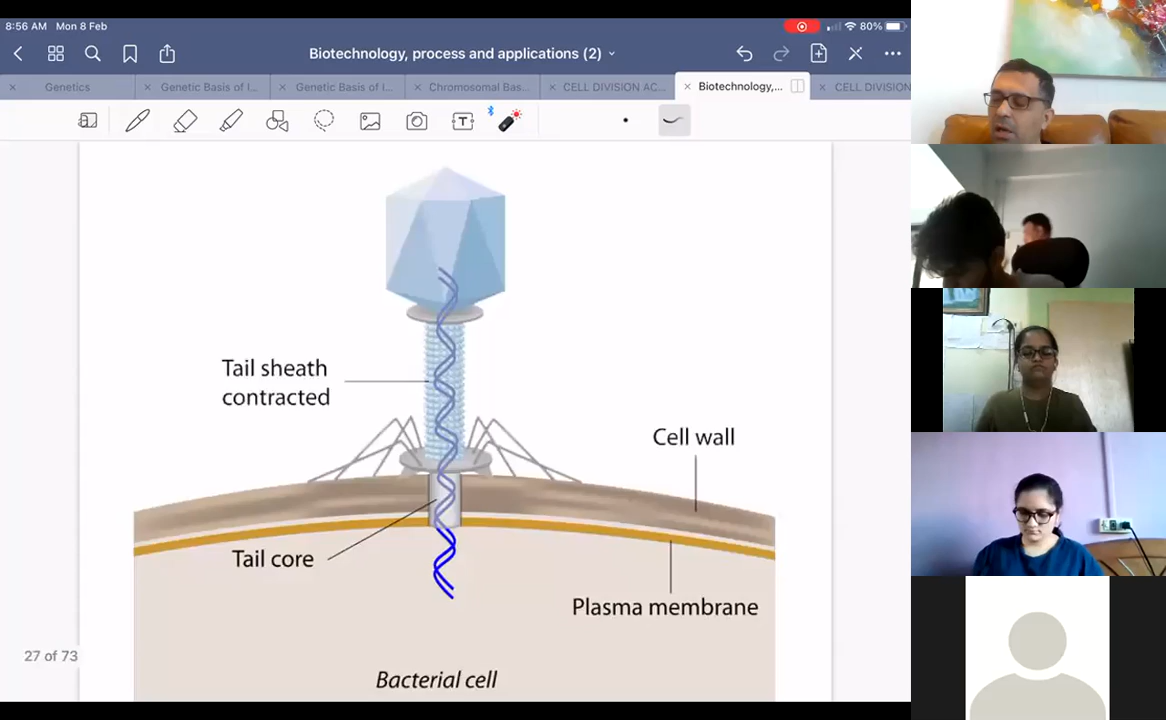 8:56 AM Mon 8 Feb
80%
Biotechnology, process and applications (2)
Genetics
Genetic Basis of I...
Genetic Basis of I...
Chromosomal Bas...
CELL DIVISION AC...
Biotechnology,...
CELL DIVISION
T
Tail sheath
contracted
Cell wall
Tail core
Plasma membrane
27 of 73
Bacterial cell